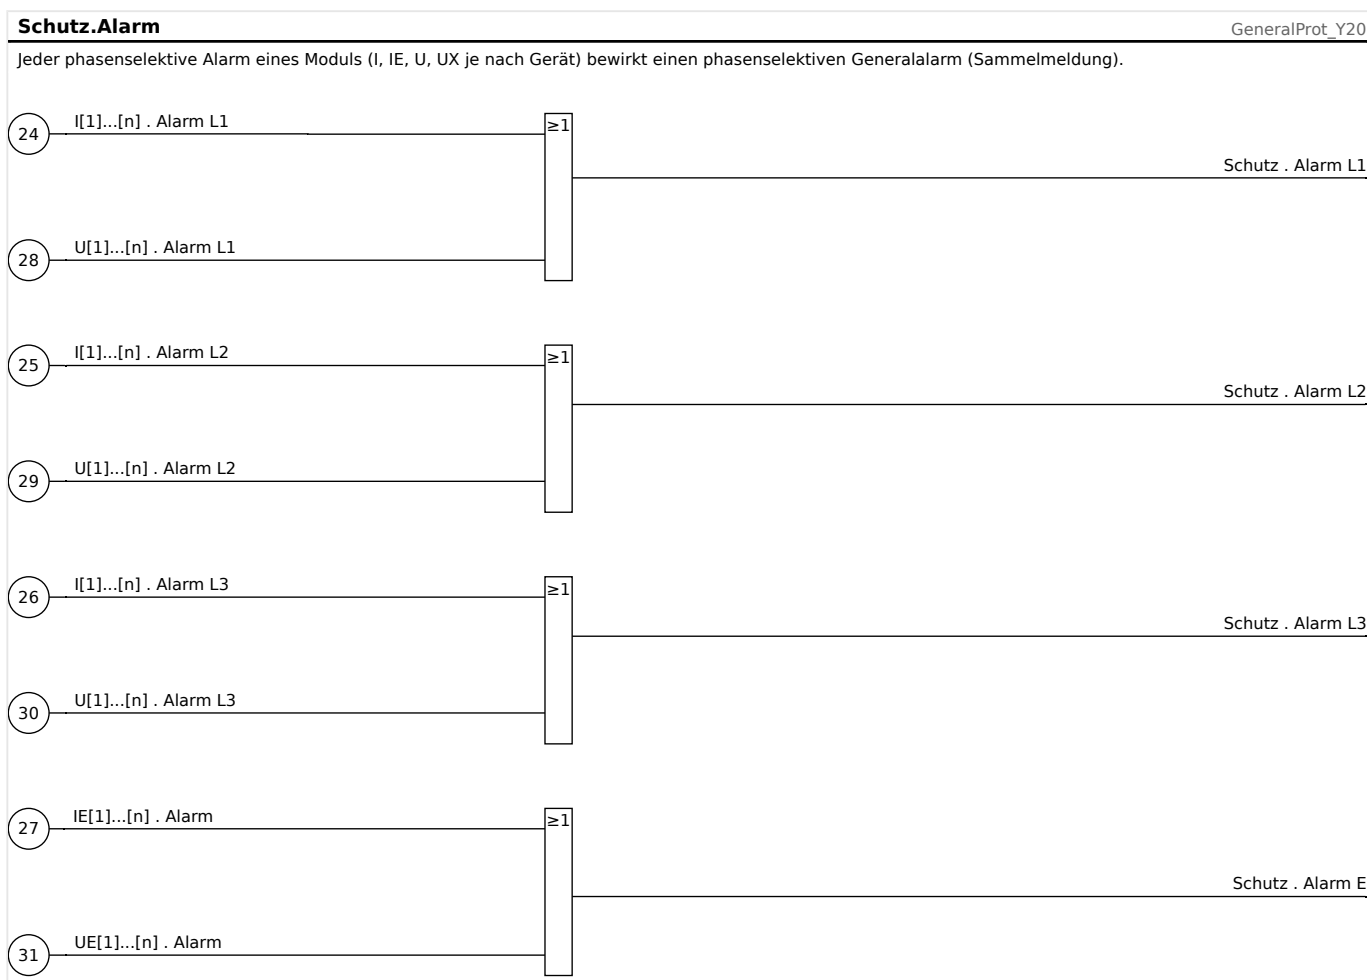 Schutz.Alarm
GeneralProt_Y20
Jeder phasenselektive Alarm eines Moduls (I, IE, U, UX je nach Gerät) bewirkt einen phasenselektiven Generalalarm (Sammelmeldung).
24
I[1]...[n] . Alarm L1
≥1
Schutz . Alarm L1
28
U[1]...[n] . Alarm L1
25
I[1]...[n] . Alarm L2
≥1
Schutz . Alarm L2
29
U[1]...[n] . Alarm L2
26
I[1]...[n] . Alarm L3
≥1
Schutz . Alarm L3
30
U[1]...[n] . Alarm L3
27
IE[1]...[n] . Alarm
≥1
Schutz . Alarm E
31
UE[1]...[n] . Alarm